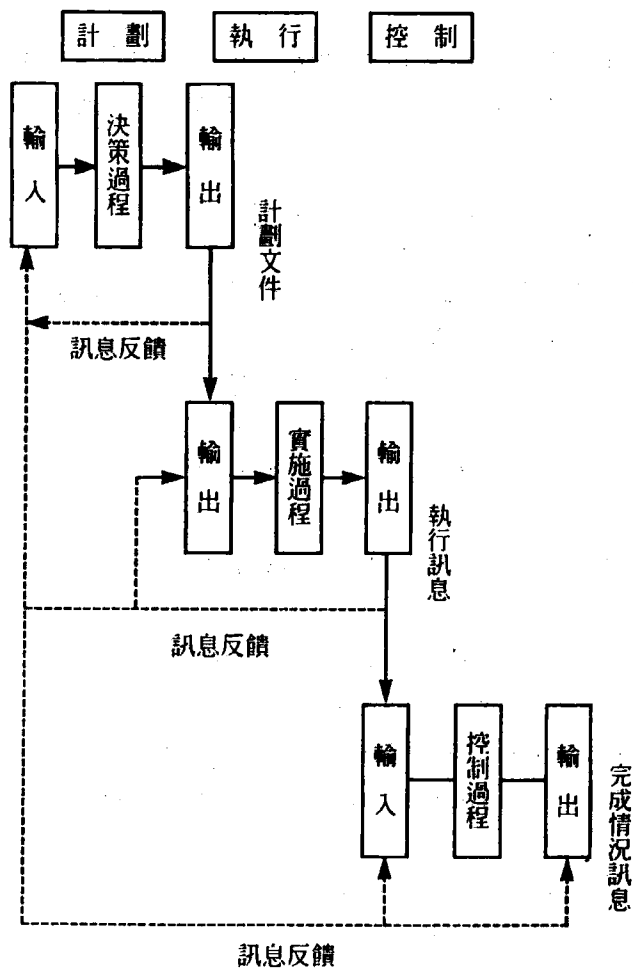 計劃
執行
控制
輸入
決策過程
輸出
計劃文件
訊息反饋
輸出
實施過程
輸出
執行訊息
訊息反饋
輸入
控制過程
輸出
完成情況訊息
訊息反饋